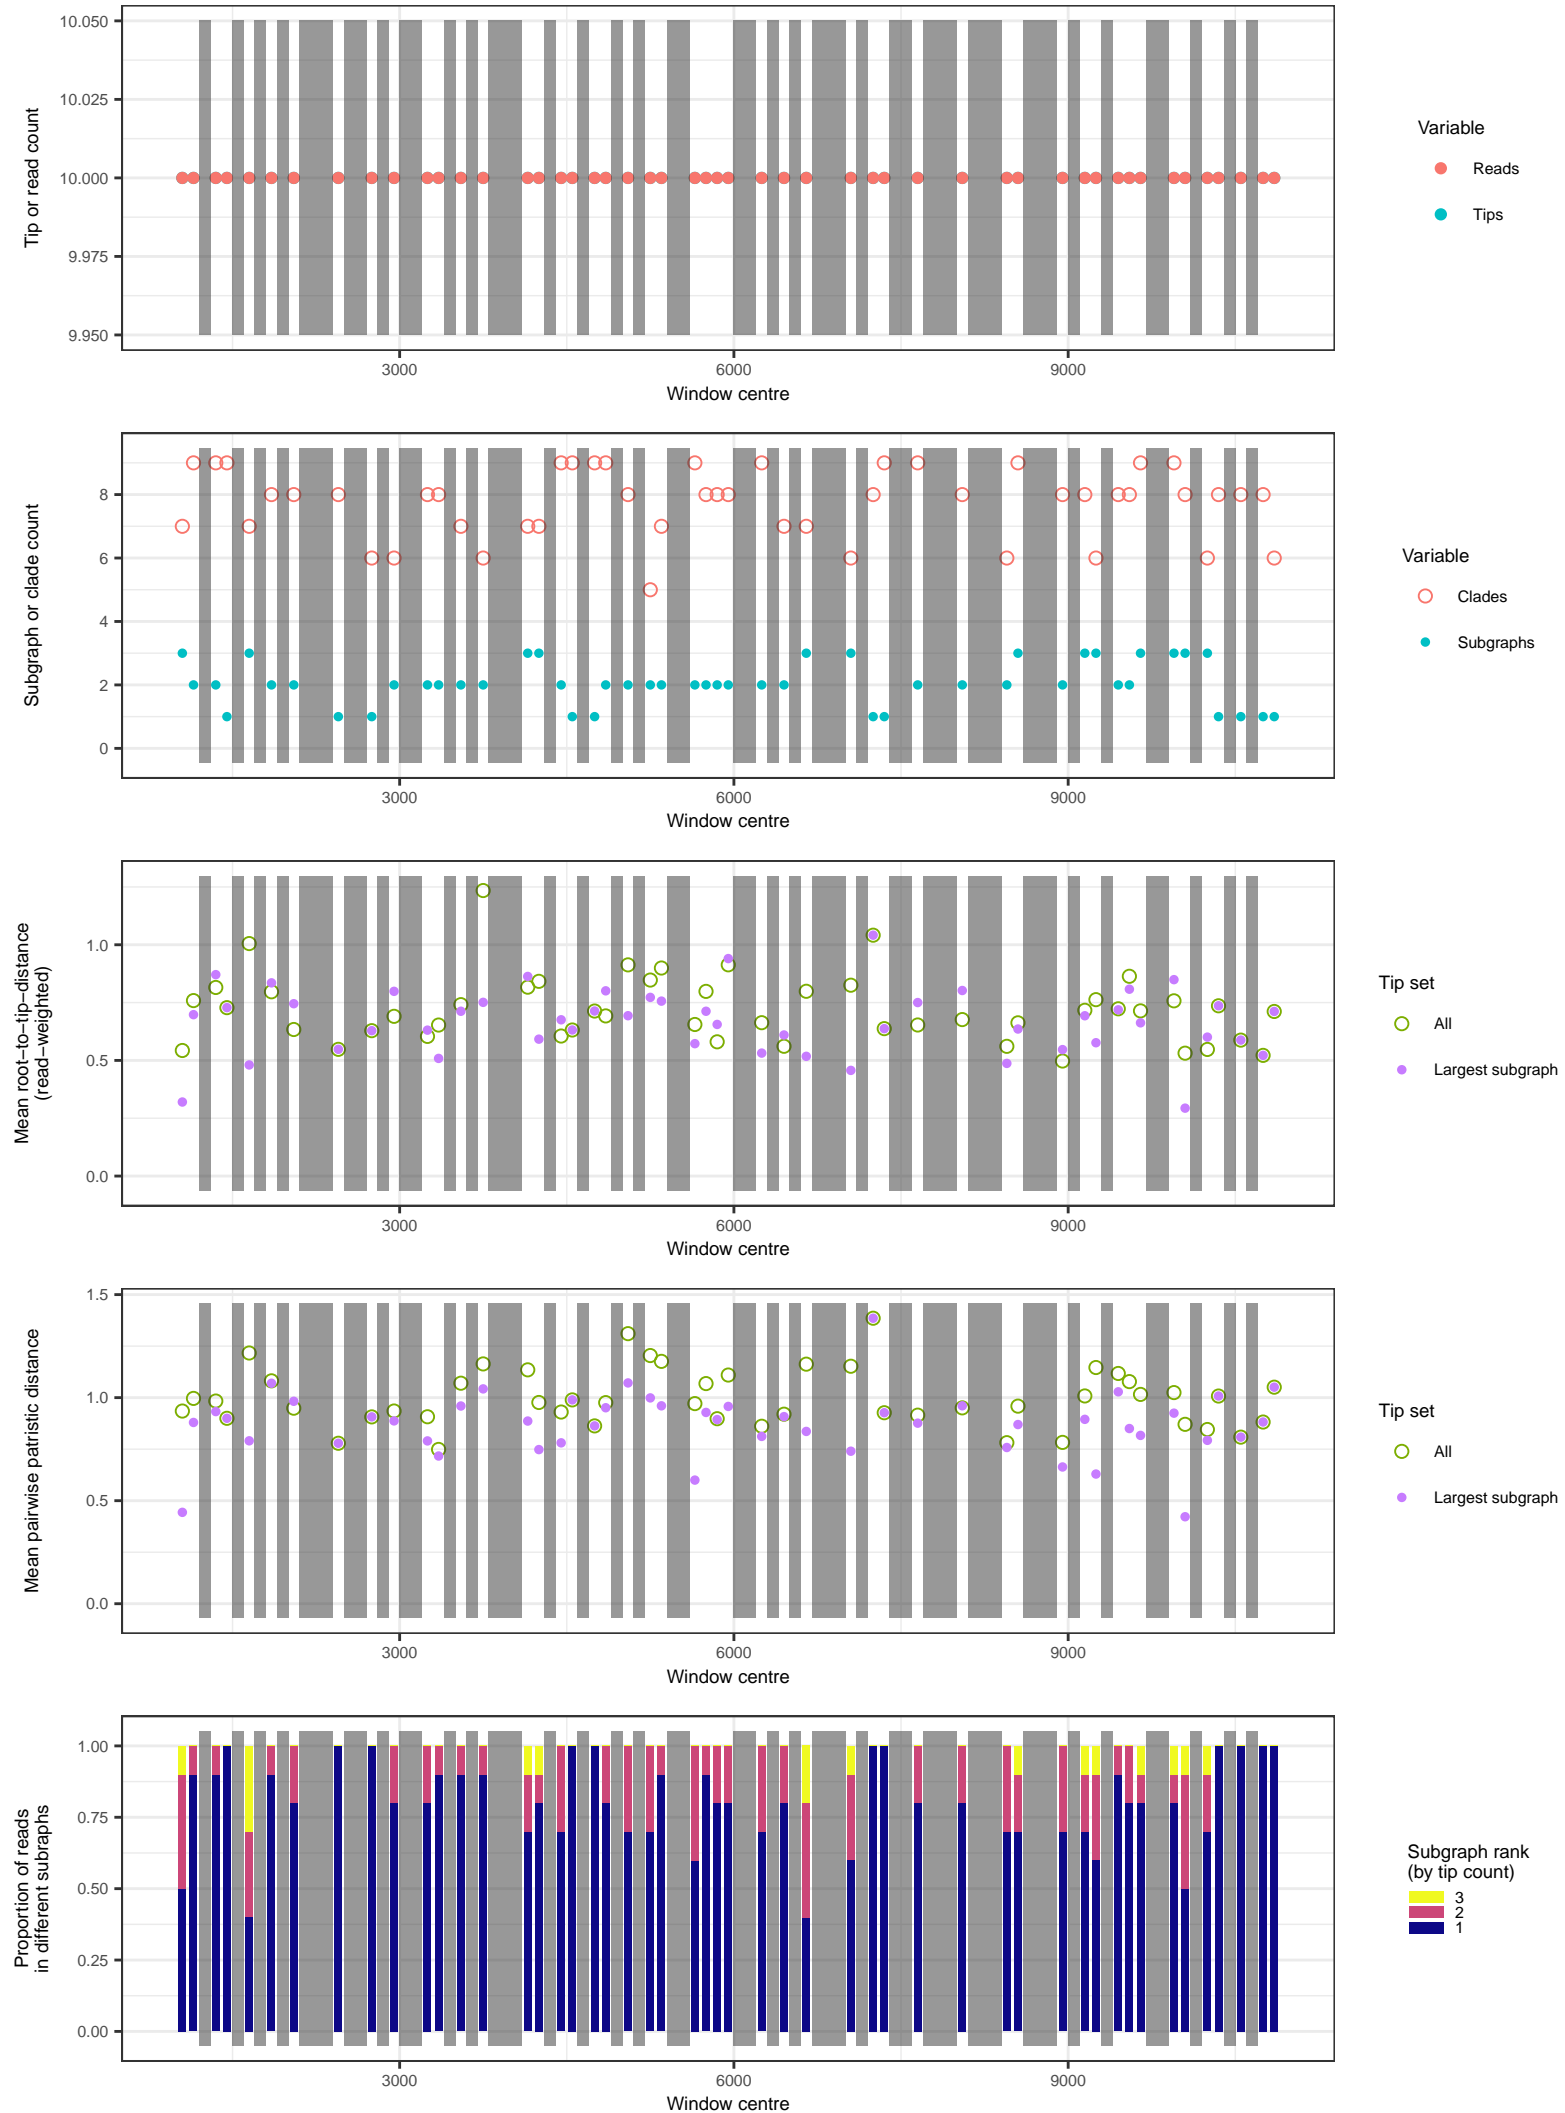 10.050
10.025
10.000
9.975
9.950
Tip or read count
3000 6000 9000
Window centre
Variable
Reads
Tips
8
6
4
2
0
Subgraph or clade count
3000 6000 9000
Window centre
Variable
Clades
Subgraphs
1.0
0.5
0.0
Mean root−to−tip−distance
(read−weighted)
3000 6000 9000
Window centre
Tip set
All
Largest subgraph
1.5
1.0
0.5
0.0
Mean pairwise patristic distance
3000 6000 9000
Window centre
Tip set
All
Largest subgraph
1.00
0.75
0.50
0.25
0.00
Proportion of reads
in different subraphs
3000 6000 9000
Window centre
Subgraph rank
(by tip count)
3
2
1